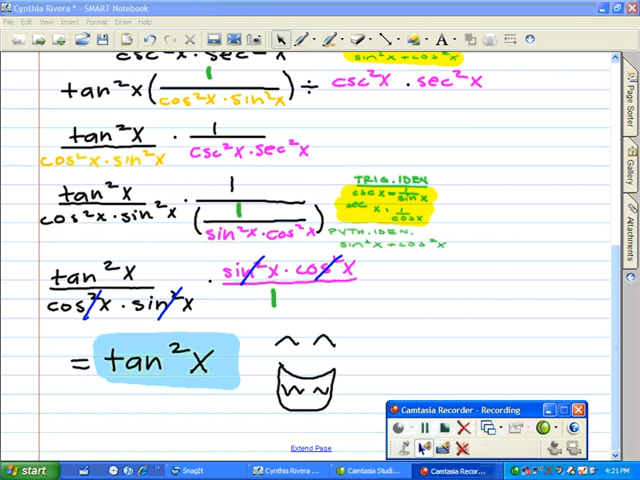 Cynthia Rivera * - SMART Notebook
File Edit View Insert Format Draw Help
csc²x · sec²x
sin²x + cos²x
tan²x ( 1 / cos²x · sin²x ) ÷ csc²x · sec²x
tan²x / cos²x · sin²x · 1 / csc²x · sec²x
tan²x / cos²x · sin²x · 1 / ( 1 / sin²x · cos²x )
TRIG. IDEN
csc x = 1 / sin x
sec x = 1 / cos x
PYTH. IDEN.
sin²x + cos²x
tan²x / cos²x · sin²x · sin²x · cos²x / 1
= tan²x
Extend Page
Page Sorter
Gallery
Attachments
Camtasia Recorder - Recording
start
SnagIt
Cynthia Rivera ...
Camtasia Studi...
Camtasia Recor...
4:21 PM